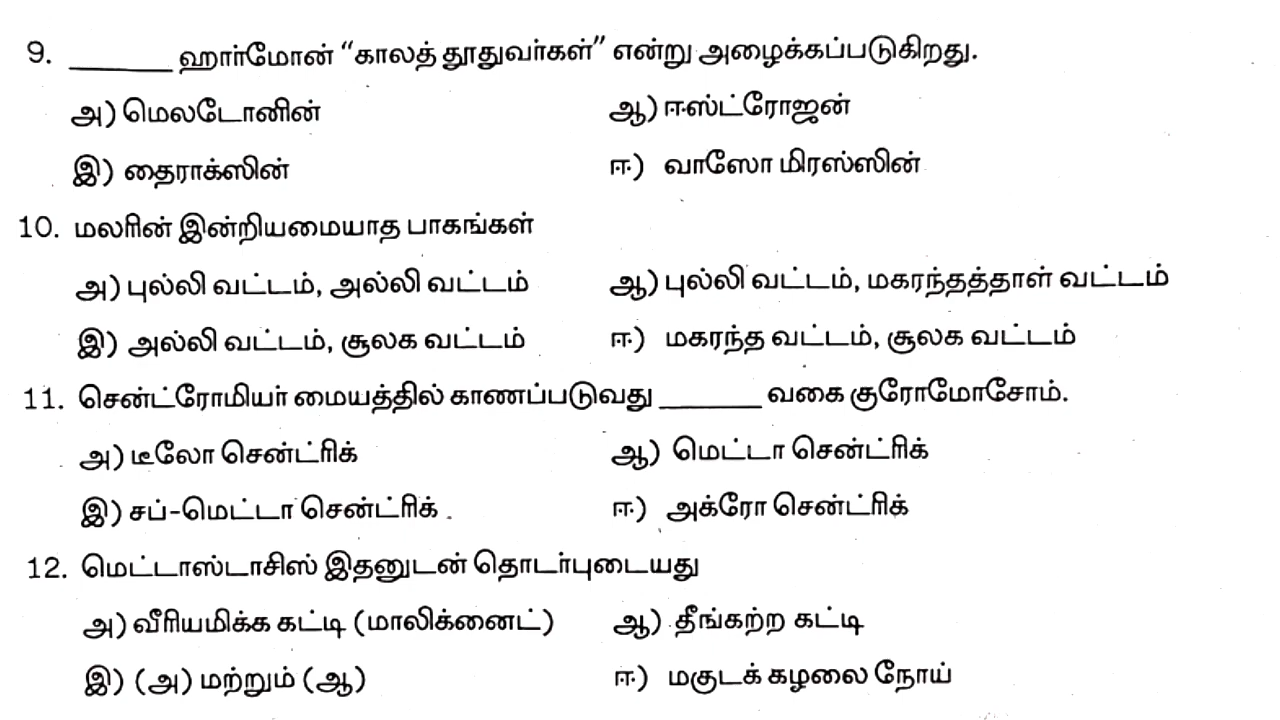 9. ______ ஹார்மோன் “காலத் தூதுவர்கள்” என்று அழைக்கப்படுகிறது.
அ) மெலடோனின் ஆ) ஈஸ்ட்ரோஜன்
இ) தைராக்ஸின் ஈ) வாஸோ மிரஸ்ஸின்
10. மலரின் இன்றியமையாத பாகங்கள்
அ) புல்லி வட்டம், அல்லி வட்டம் ஆ) புல்லி வட்டம், மகரந்தத்தாள் வட்டம்
இ) அல்லி வட்டம், சூலக வட்டம் ஈ) மகரந்த வட்டம், சூலக வட்டம்
11. சென்ட்ரோமியர் மையத்தில் காணப்படுவது ______ வகை குரோமோசோம்.
அ) டீலோ சென்ட்ரிக் ஆ) மெட்டா சென்ட்ரிக்
இ) சப்-மெட்டா சென்ட்ரிக் ஈ) அக்ரோ சென்ட்ரிக்
12. மெட்டாஸ்டாசிஸ் இதனுடன் தொடர்புடையது
அ) வீரியமிக்க கட்டி (மாலிக்னைட்) ஆ) தீங்கற்ற கட்டி
இ) (அ) மற்றும் (ஆ) ஈ) மகுடக் கழலை நோய்